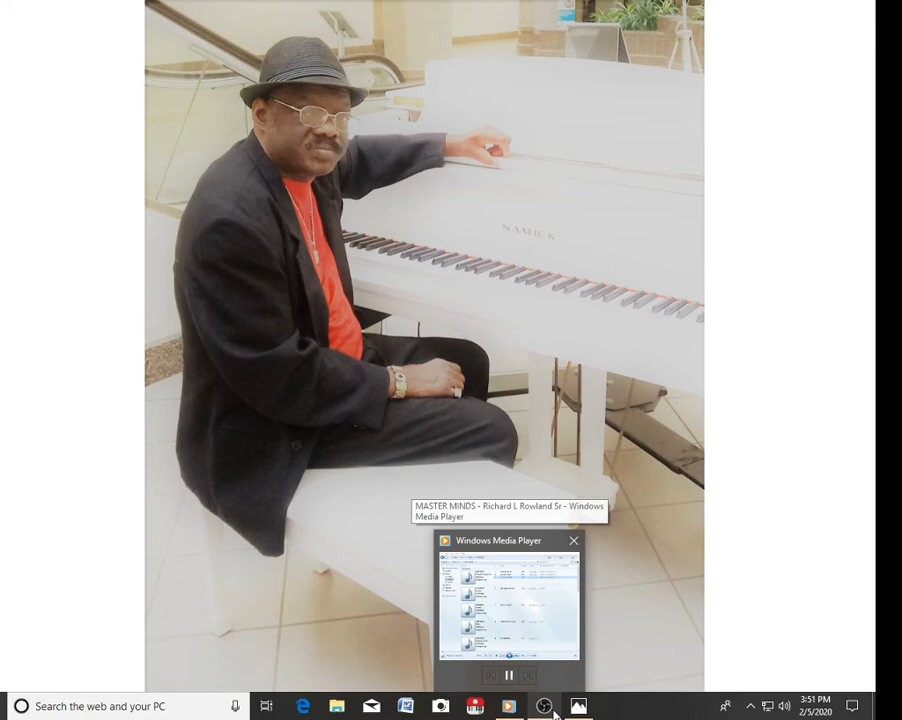 SAMICK
MASTER MINDS - Richard L Rowland Sr - Windows
Media Player
Windows Media Player
Search the web and your PC
3:51 PM
2/5/2020